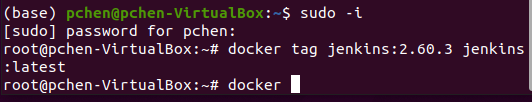 (base) pchen@pchen-VirtualBox:~$ sudo -i
[sudo] password for pchen:
root@pchen-VirtualBox:~# docker tag jenkins:2.60.3 jenkins
:latest
root@pchen-VirtualBox:~# docker